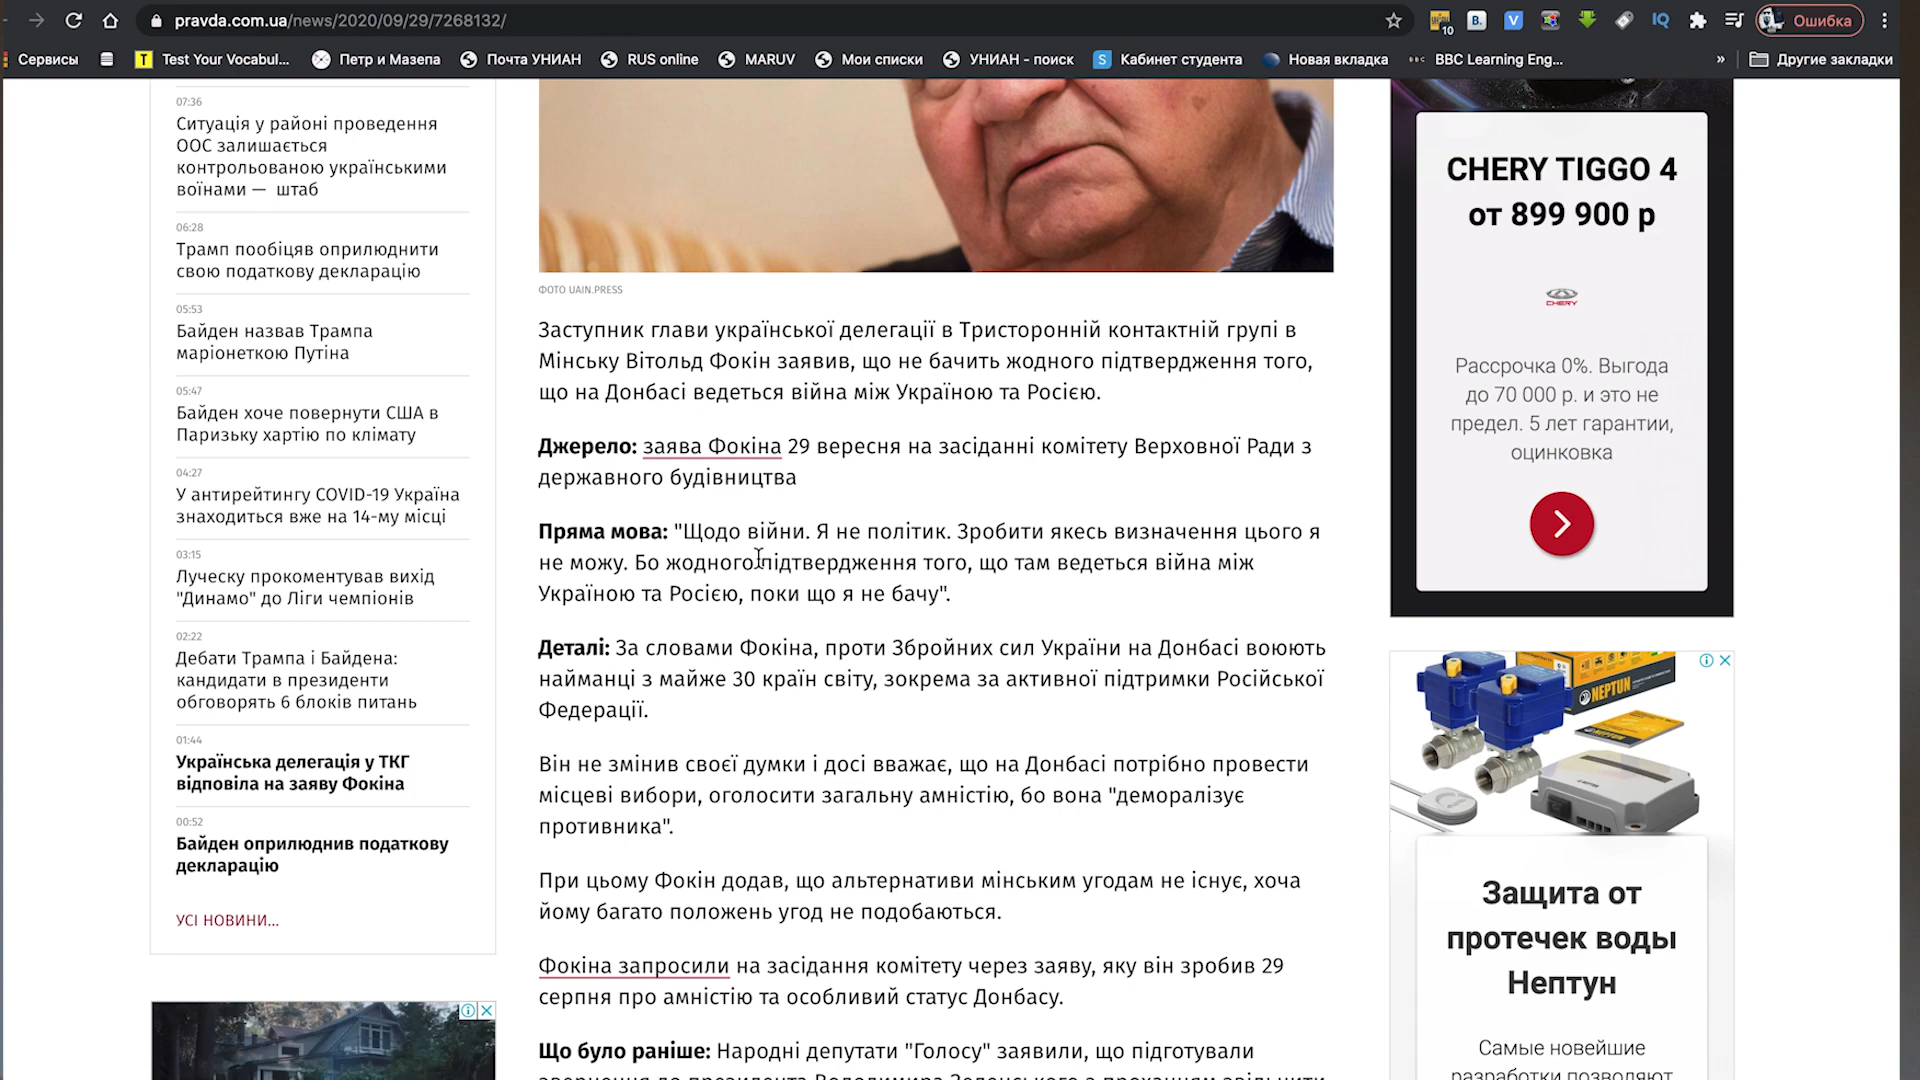 pravda.com.ua/news/2020/09/29/7268132/
10
B.
V
IQ
Ошибка
Сервисы
T
Test Your Vocabul...
Петр и Мазепа
Почта УНИАН
RUS online
MARUV
Мои списки
УНИАН - поиск
S
Кабинет студента
Новая вкладка
BBC
BBC Learning Eng...
»
Другие закладки
07:36
Ситуація у районі проведення
ООС залишається
контрольованою українськими
воїнами — штаб
06:28
Трамп пообіцяв оприлюднити
свою податкову декларацію
05:53
Байден назвав Трампа
маріонеткою Путіна
05:47
Байден хоче повернути США в
Паризьку хартію по клімату
04:27
У антирейтингу COVID-19 Україна
знаходиться вже на 14-му місці
03:15
Луческу прокоментував вихід
"Динамо" до Ліги чемпіонів
02:22
Дебати Трампа і Байдена:
кандидати в президенти
обговорять 6 блоків питань
01:44
Українська делегація у ТКГ
відповіла на заяву Фокіна
00:52
Байден оприлюднив податкову
декларацію
УСІ НОВИНИ...
ФОТО UAIN.PRESS
Заступник глави української делегації в Тристоронній контактній групі в
Мінську Вітольд Фокін заявив, що не бачить жодного підтвердження того,
що на Донбасі ведеться війна між Україною та Росією.
Джерело: заява Фокіна 29 вересня на засіданні комітету Верховної Ради з
державного будівництва
Пряма мова: "Щодо війни. Я не політик. Зробити якесь визначення цього я
не можу. Бо жодного підтвердження того, що там ведеться війна між
Україною та Росією, поки що я не бачу".
Деталі: За словами Фокіна, проти Збройних сил України на Донбасі воюють
найманці з майже 30 країн світу, зокрема за активної підтримки Російської
Федерації.
Він не змінив своєї думки і досі вважає, що на Донбасі потрібно провести
місцеві вибори, оголосити загальну амністію, бо вона "деморалізує
противника".
При цьому Фокін додав, що альтернативи мінським угодам не існує, хоча
йому багато положень угод не подобаються.
Фокіна запросили на засідання комітету через заяву, яку він зробив 29
серпня про амністію та особливий статус Донбасу.
Що було раніше: Народні депутати "Голосу" заявили, що підготували
звернення до президента Володимира Зеленського з проханням звільнити
CHERY TIGGO 4
от 899 900 р
CHERY
Рассрочка 0%. Выгода
до 70 000 р. и это не
предел. 5 лет гарантии,
оцинковка
NEPTUN
Защита от
протечек воды
Нептун
Самые новейшие
разработки позволяют